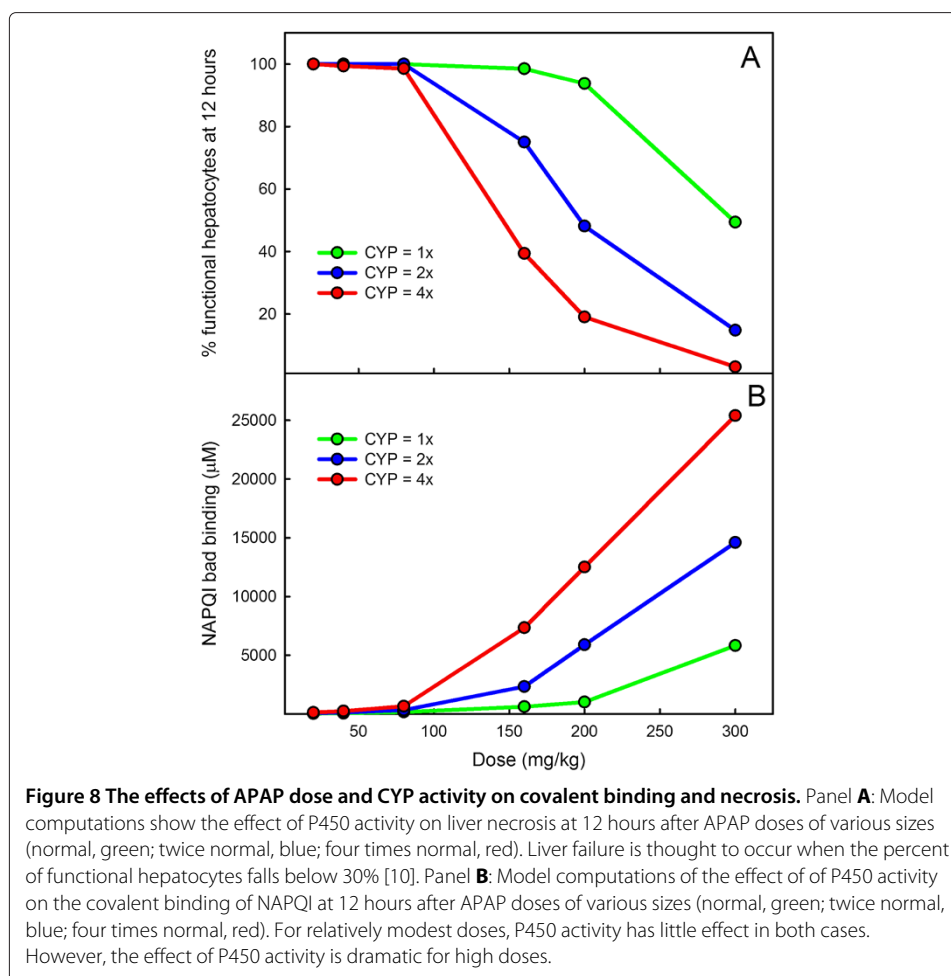 A
% functional hepatocytes at 12 hours
100
80
60
40
20
CYP = 1x
CYP = 2x
CYP = 4x
B
NAPQI bad binding (μM)
25000
20000
15000
10000
5000
CYP = 1x
CYP = 2x
CYP = 4x
50 100 150 200 250 300
Dose (mg/kg)
Figure 8 The effects of APAP dose and CYP activity on covalent binding and necrosis. Panel A: Model
computations show the effect of P450 activity on liver necrosis at 12 hours after APAP doses of various sizes
(normal, green; twice normal, blue; four times normal, red). Liver failure is thought to occur when the percent
of functional hepatocytes falls below 30% [10]. Panel B: Model computations of the effect of of P450 activity
on the covalent binding of NAPQI at 12 hours after APAP doses of various sizes (normal, green; twice normal,
blue; four times normal, red). For relatively modest doses, P450 activity has little effect in both cases.
However, the effect of P450 activity is dramatic for high doses.